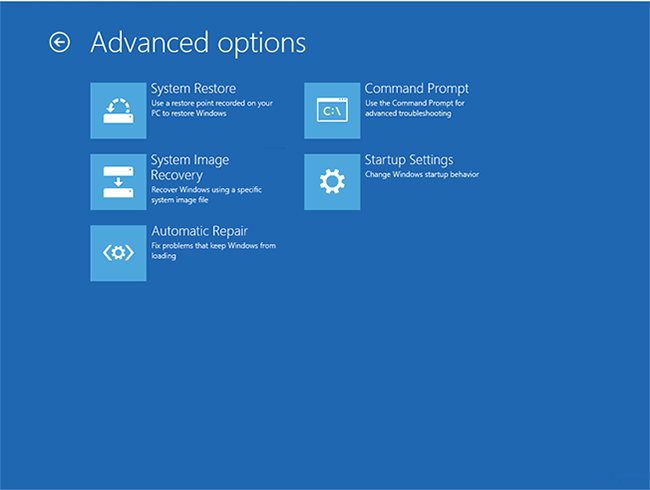 Advanced options
System Restore
Use a restore point recorded on your
PC to restore Windows
Command Prompt
Use the Command Prompt for
advanced troubleshooting
C:\
System Image
Recovery
Recover Windows using a specific
system image file
Startup Settings
Change Windows startup behavior
Automatic Repair
Fix problems that keep Windows from
loading